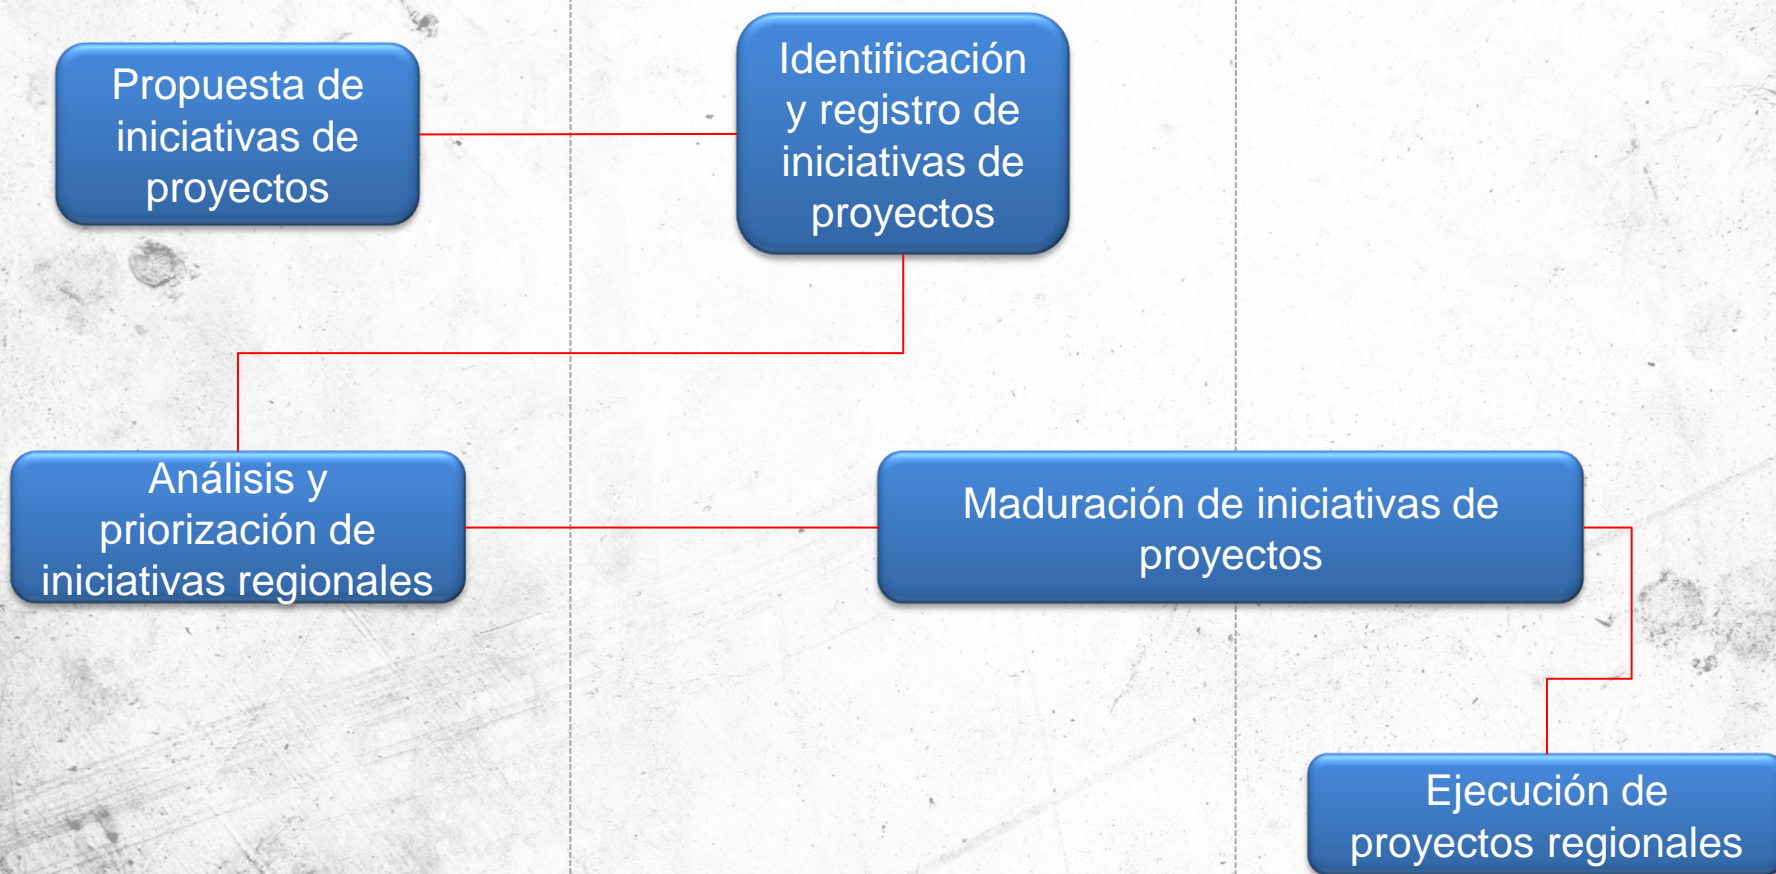 Propuesta de
iniciativas de
proyectos
Identificación
y registro de
iniciativas de
proyectos
Análisis y
priorización de
iniciativas regionales
Maduración de iniciativas de
proyectos
Ejecución de
proyectos regionales